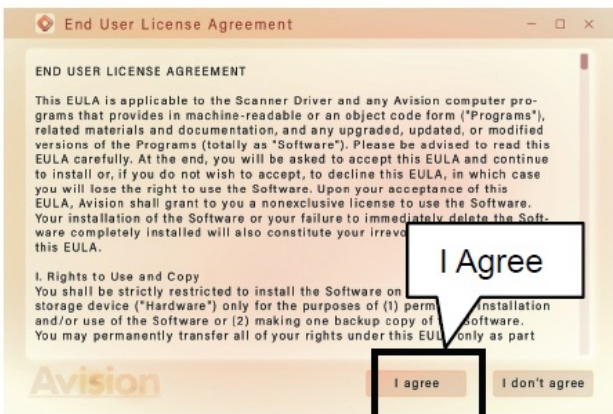 End User License Agreement
END USER LICENSE AGREEMENT
This EULA is applicable to the Scanner Driver and any Avision computer pro-
grams that provides in machine-readable or an object code form ("Programs"),
related materials and documentation, and any upgraded, updated, or modified
versions of the Programs (totally as "Software"). Please be advised to read this
EULA carefully. At the end, you will be asked to accept this EULA and continue
to install or, if you do not wish to accept, to decline this EULA, in which case
you will lose the right to use the Software. Upon your acceptance of this
EULA, Avision shall grant to you a nonexclusive license to use the Software.
Your installation of the Software or your failure to immediately delete the Soft-
ware completely installed will also constitute your
this EULA.
I Agree
I. Rights to Use and Copy
You shall be strictly restricted to install the Software on
storage device ("Hardware") only for the purposes of (1) installation
and/or use of the Software or (2) making one backup copy of Software.
You may permanently transfer all of your rights under this only as part
Avision
I agree
I don't agree